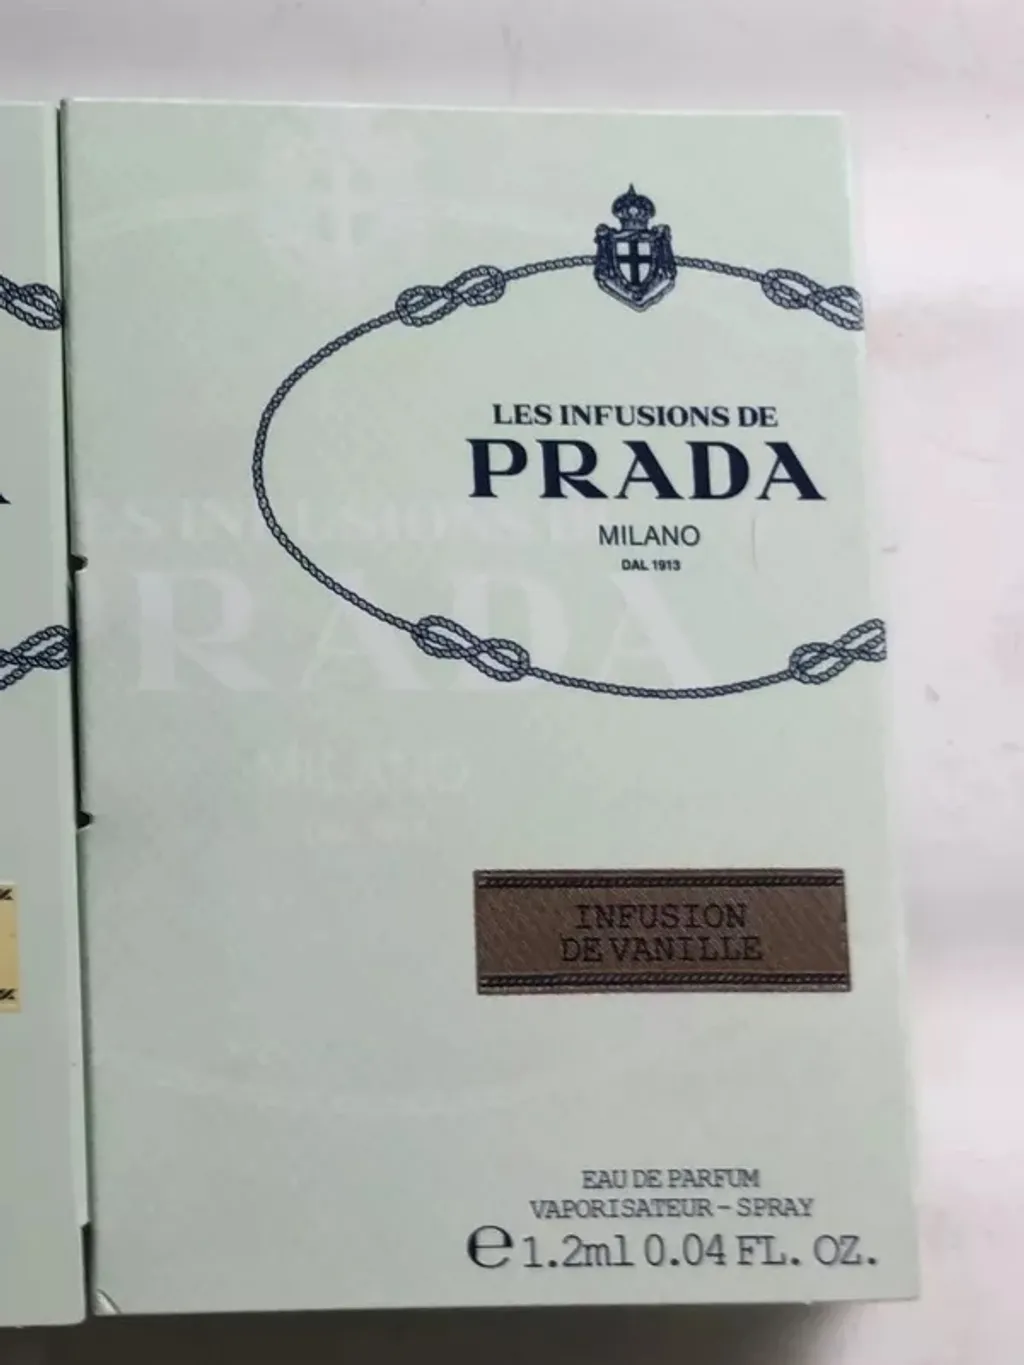 LES INFUSIONS DE
PRADA
MILANO
DAL 1913
INFUSION
DE VANILLE
EAU DE PARFUM
VAPORISATEUR - SPRAY
℮ 1.2ml 0.04 FL. OZ.